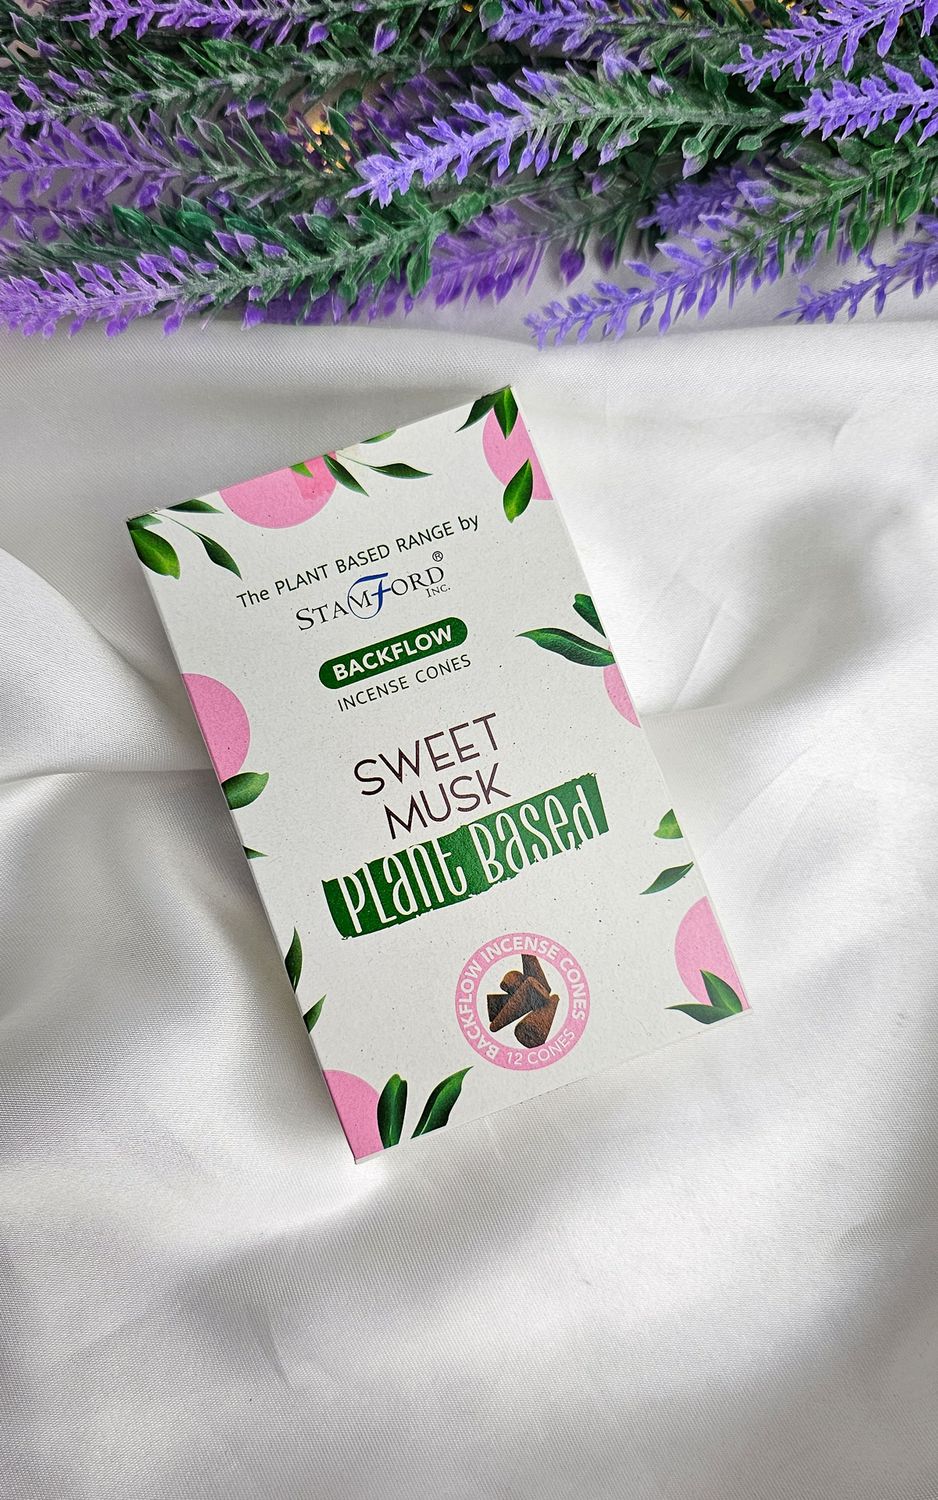 The PLANT BASED RANGE by
STAMFORD®
INC.
BACKFLOW
INCENSE CONES
SWEET
MUSK
PLant Based
BACKFLOW INCENSE CONES
12 CONES